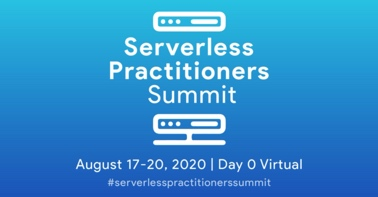 Serverless
Practitioners
Summit
August 17-20, 2020 | Day 0 Virtual
#serverlesspractitionerssummit